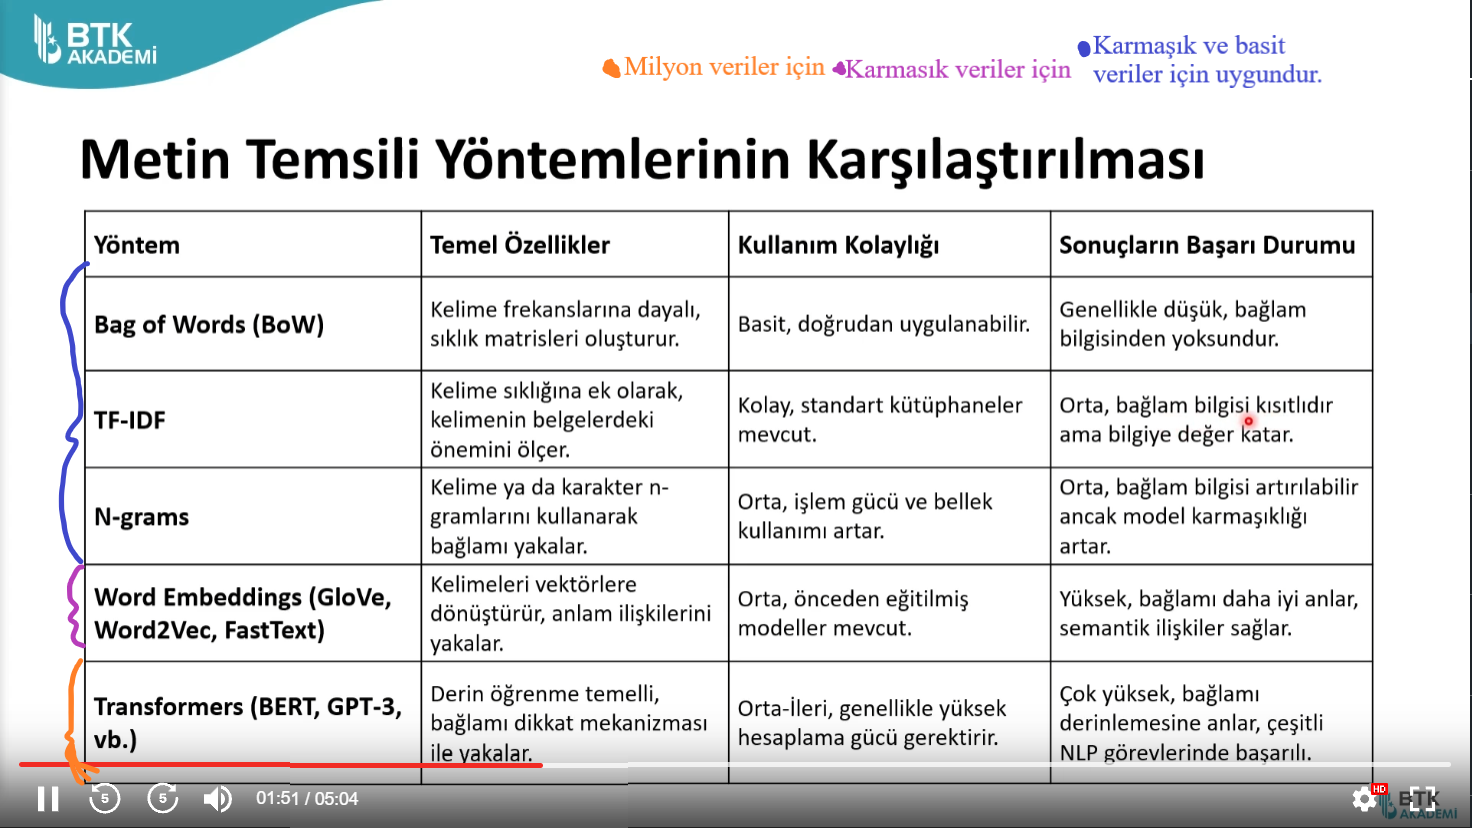 BTK
AKADEMİ
Milyon veriler için
Karmasık veriler için
Karmaşık ve basit
veriler için uygundur.
Metin Temsili Yöntemlerinin Karşılaştırılması
Yöntem
Temel Özellikler
Kullanım Kolaylığı
Sonuçların Başarı Durumu
Bag of Words (BoW)
Kelime frekanslarına dayalı,
sıklık matrisleri oluşturur.
Basit, doğrudan uygulanabilir.
Genellikle düşük, bağlam
bilgisinden yoksundur.
TF-IDF
Kelime sıklığına ek olarak,
kelimenin belgelerdeki
önemini ölçer.
Kolay, standart kütüphaneler
mevcut.
Orta, bağlam bilgisi kısıtlıdır
ama bilgiye değer katar.
N-grams
Kelime ya da karakter n-
gramlarını kullanarak
bağlamı yakalar.
Orta, işlem gücü ve bellek
kullanımı artar.
Orta, bağlam bilgisi artırılabilir
ancak model karmaşıklığı
artar.
Word Embeddings (GloVe,
Word2Vec, FastText)
Kelimeleri vektörlere
dönüştürür, anlam ilişkilerini
yakalar.
Orta, önceden eğitilmiş
modeller mevcut.
Yüksek, bağlamı daha iyi anlar,
semantik ilişkiler sağlar.
Transformers (BERT, GPT-3,
vb.)
Derin öğrenme temelli,
bağlamı dikkat mekanizması
ile yakalar.
Orta-İleri, genellikle yüksek
hesaplama gücü gerektirir.
Çok yüksek, bağlamı
derinlemesine anlar, çeşitli
NLP görevlerinde başarılı.
5
5
01:51 / 05:04
HD
BTK
AKADEMİ